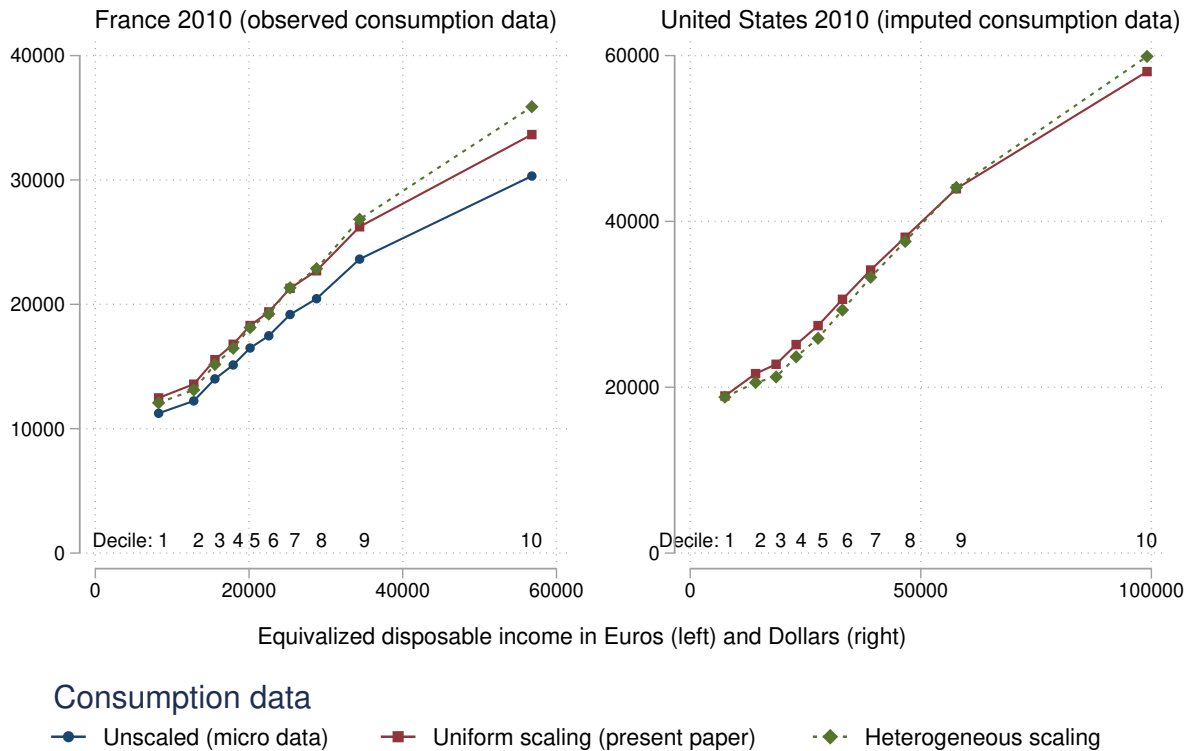 France 2010 (observed consumption data)
40000
30000
20000
10000
0
Decile: 1 2 3 4 5 6 7 8 9 10
0 20000 40000 60000
United States 2010 (imputed consumption data)
60000
40000
20000
0
Decile: 1 2 3 4 5 6 7 8 9 10
0 50000 100000
Equivalized disposable income in Euros (left) and Dollars (right)
Consumption data
Unscaled (micro data) Uniform scaling (present paper) Heterogeneous scaling